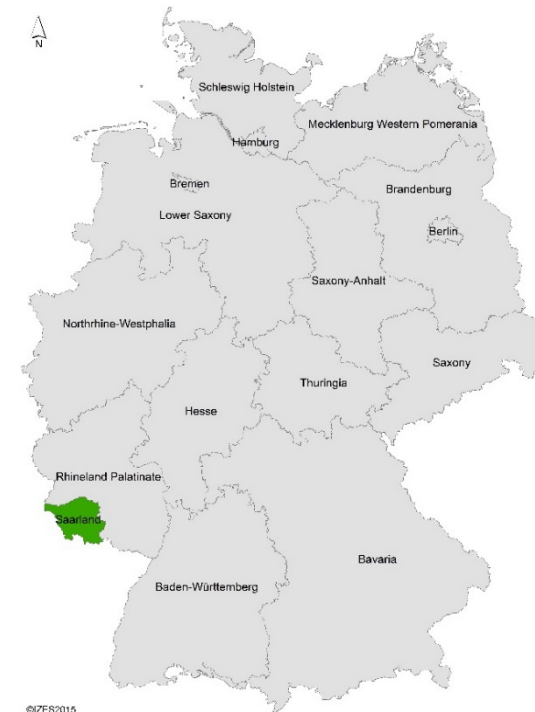 N
Schleswig Holstein
Mecklenburg Western Pomerania
Hamburg
Bremen
Brandenburg
Lower Saxony
Berlin
Saxony-Anhalt
Northrhine-Westphalia
Saxony
Thuringia
Hesse
Rhineland Palatinate
Saarland
Bavaria
Baden-Württemberg
©IZES2015